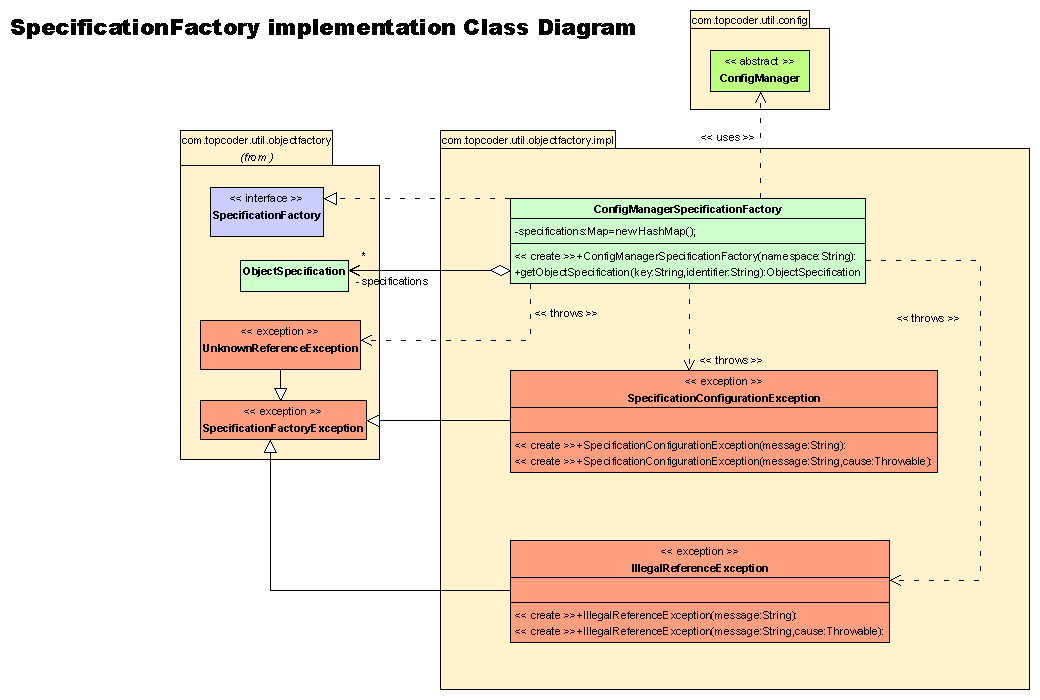 SpecificationFactory implementation Class Diagram
com.topcoder.util.config
<< abstract >>
ConfigManager
<< uses >>
com.topcoder.util.objectfactory
(from )
<< interface >>
SpecificationFactory
ObjectSpecification
*
- specifications
<< exception >>
UnknownReferenceException
<< exception >>
SpecificationFactoryException
com.topcoder.util.objectfactory.impl
ConfigManagerSpecificationFactory
-specifications:Map=new HashMap();
<< create >>+ConfigManagerSpecificationFactory(namespace:String):
+getObjectSpecification(key:String,identifier:String):ObjectSpecification
<< throws >>
<< throws >>
<< throws >>
<< exception >>
SpecificationConfigurationException
<< create >>+SpecificationConfigurationException(message:String):
<< create >>+SpecificationConfigurationException(message:String,cause:Throwable):
<< exception >>
IllegalReferenceException
<< create >>+IllegalReferenceException(message:String):
<< create >>+IllegalReferenceException(message:String,cause:Throwable):